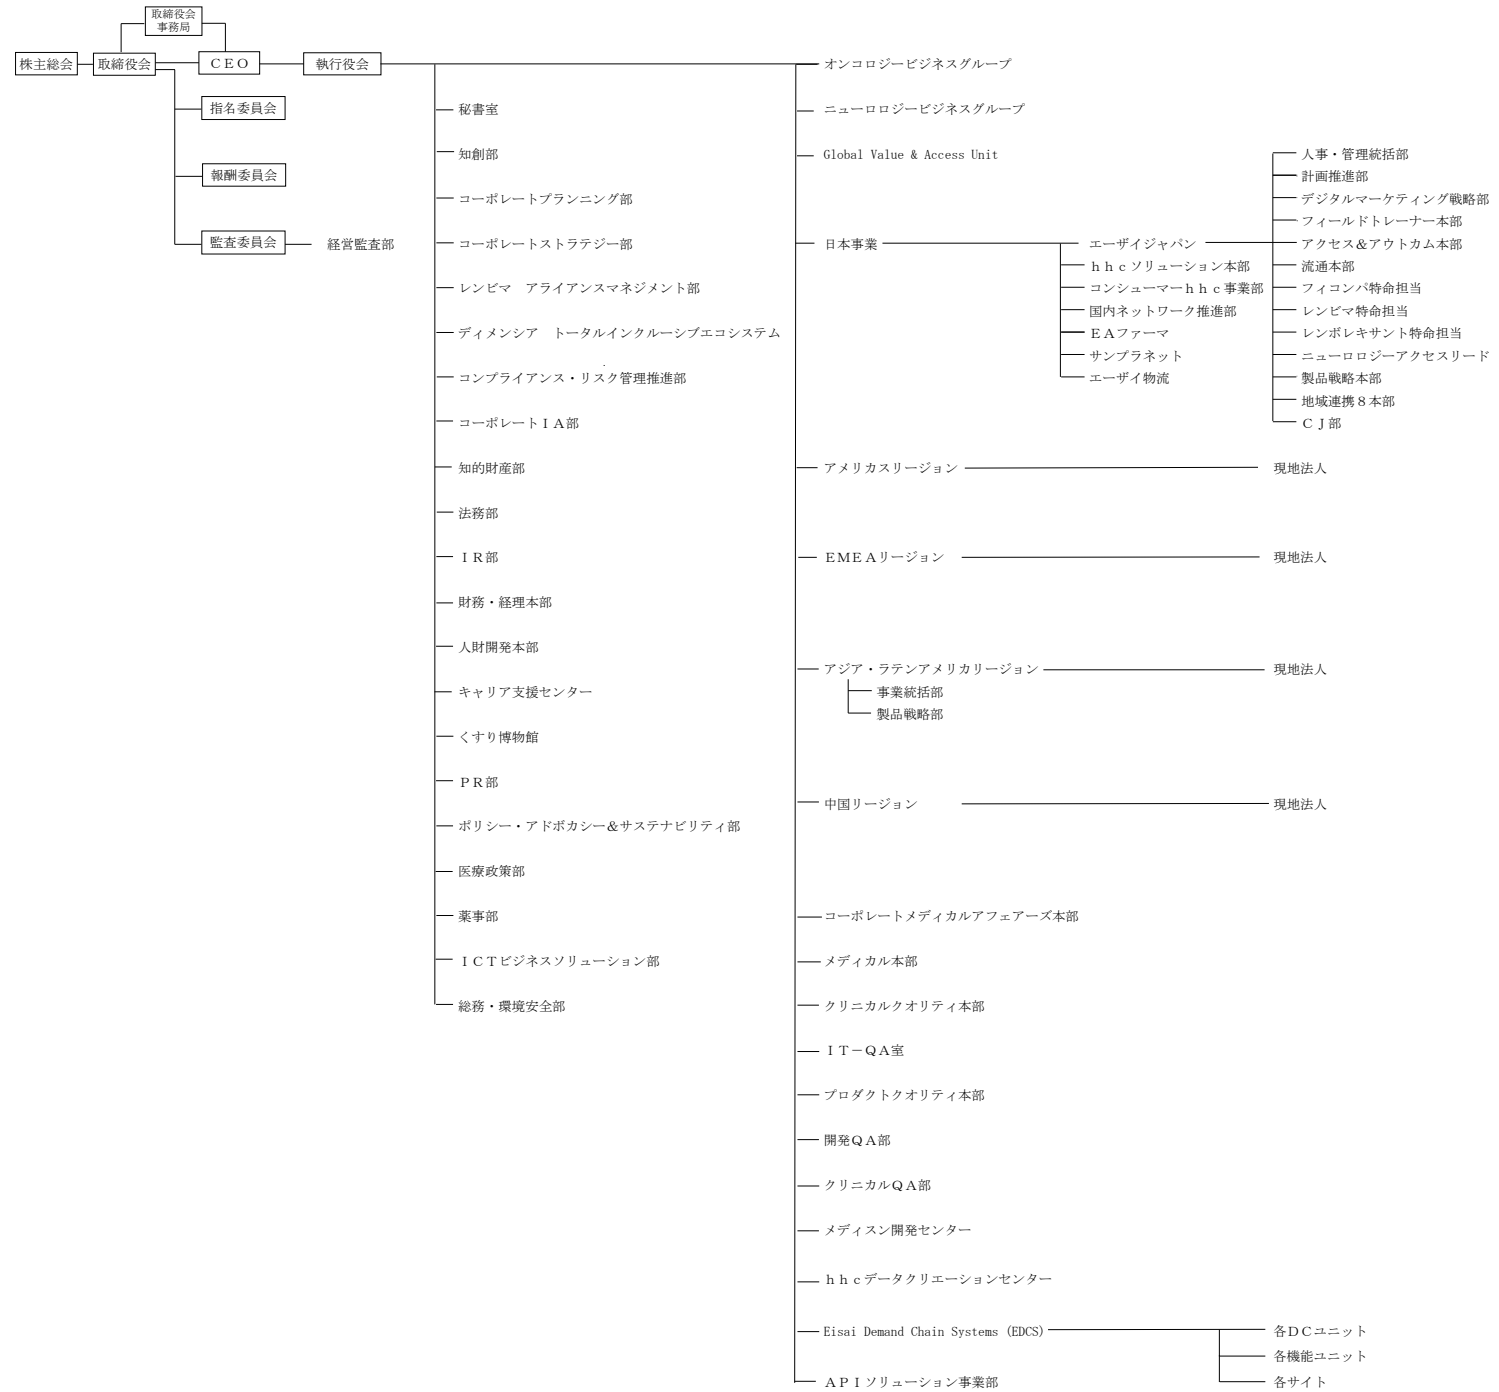 取締役会
事務局
株主総会
取締役会
ＣＥＯ
執行役会
指名委員会
報酬委員会
監査委員会
経営監査部
秘書室
知創部
コーポレートプランニング部
コーポレートストラテジー部
レンビマ　アライアンスマネジメント部
ディメンシア　トータルインクルーシブエコシステム
コンプライアンス・リスク管理推進部
コーポレートＩＡ部
知的財産部
法務部
ＩＲ部
財務・経理本部
人財開発本部
キャリア支援センター
くすり博物館
ＰＲ部
ポリシー・アドボカシー＆サステナビリティ部
医療政策部
薬事部
ＩＣＴビジネスソリューション部
総務・環境安全部
オンコロジービジネスグループ
ニューロロジービジネスグループ
Global Value & Access Unit
日本事業
エーザイジャパン
ｈｈｃソリューション本部
コンシューマーｈｈｃ事業部
国内ネットワーク推進部
ＥＡファーマ
サンプラネット
エーザイ物流
人事・管理統括部
計画推進部
デジタルマーケティング戦略部
フィールドトレーナー本部
アクセス＆アウトカム本部
流通本部
フィコンパ特命担当
レンビマ特命担当
レンボレキサント特命担当
ニューロロジーアクセスリード
製品戦略本部
地域連携８本部
ＣＪ部
アメリカスリージョン
現地法人
ＥＭＥＡリージョン
現地法人
アジア・ラテンアメリカリージョン
現地法人
事業統括部
製品戦略部
中国リージョン
現地法人
コーポレートメディカルアフェアーズ本部
メディカル本部
クリニカルクオリティ本部
ＩＴ－ＱＡ室
プロダクトクオリティ本部
開発ＱＡ部
クリニカルＱＡ部
メディスン開発センター
ｈｈｃデータクリエーションセンター
Eisai Demand Chain Systems (EDCS)
各ＤＣユニット
各機能ユニット
各サイト
ＡＰＩソリューション事業部